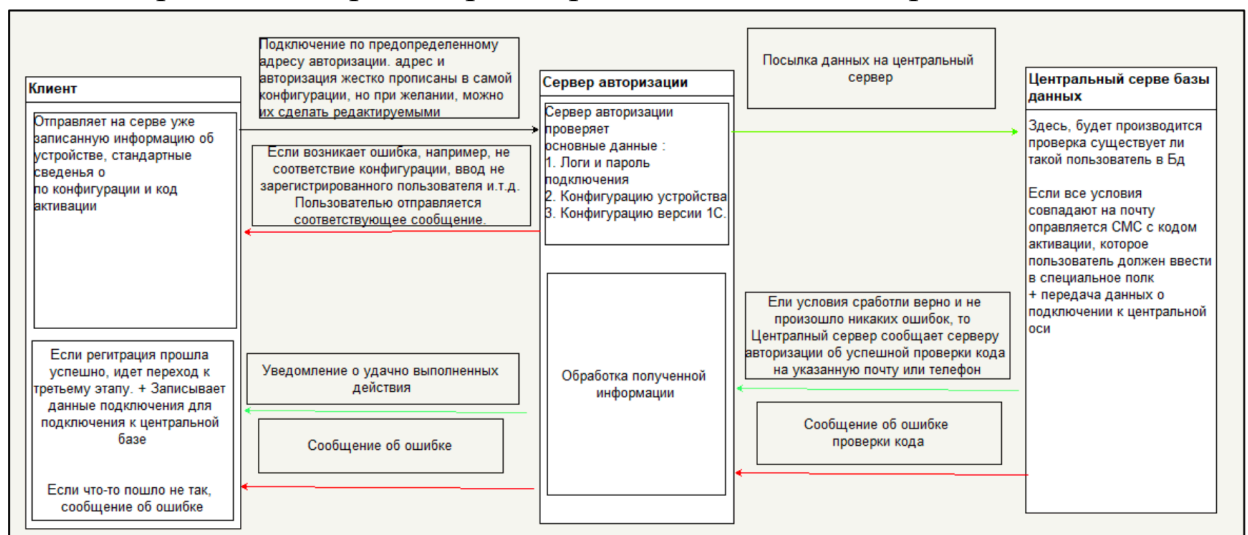 Клиент
Отправляет на серве уже
записанную информацию об
устройстве, стандартные
сведенья о
по конфигурации и код
активации
Если регитрация прошла
успешно, идет переход к
третьему этапу. + Записывает
данные подключения для
подключения к центральной
базе
Если что-то пошло не так,
сообщение об ошибке
Подключение по предопределенному
адресу авторизации. адрес и
авторизация жестко прописаны в самой
конфигурации, но при желании, можно
их сделать редактируемыми
Если возникает ошибка, например, не
соответствие конфигурации, ввод не
зарегистрированного пользователя и.т.д.
Пользователью отправляется
соответствующее сообщение.
Уведомление о удачно выполненных
действия
Сообщение об ошибке
Сервер авторизации
Сервер авторизации
проверяет
основные данные :
1. Логи и пароль
подключения
2. Конфигурацию устройства
3. Конфигурацию версии 1С.
Обработка полученной
информации
Посылка данных на центральный
сервер
Ели условия сработли верно и не
произошло никаких ошибок, то
Централный сервер сообщает серверу
авторизации об успешной проверки кода
на указанную почту или телефон
Сообщение об ошибке
проверки кода
Центральный серве базы
данных
Здесь, будет производится
проверка существует ли
такой пользователь в Бд
Если все условия
совпадают на почту
оправляется СМС с кодом
активации, которое
пользователь должен ввести
в специальное полк
+ передача данных о
подключении к центральной
оси